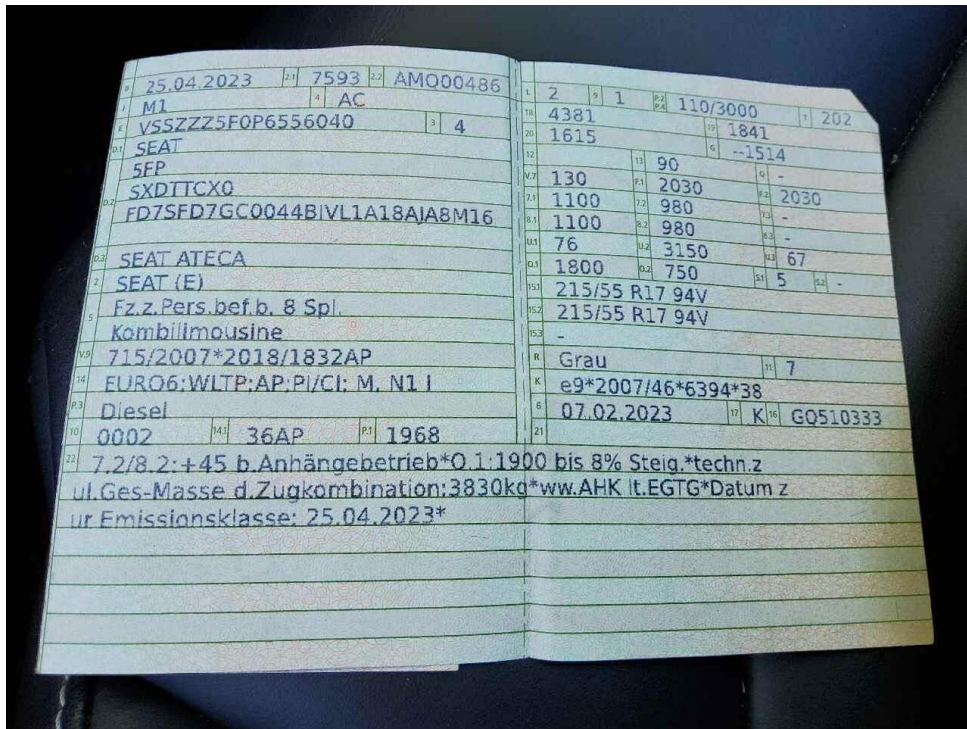 B 25.04.2023 2.1 7593 2.2 AMO00486
J M1 4 AC
E VSSZZZ5F0P6556040 3 4
D.1 SEAT
5FP
D.2 SXDTTCX0
FD7SFD7GC0044BJVL1A18AJA8M16
D.3 SEAT ATECA
2 SEAT (E)
5 Fz.z.Pers.bef.b. 8 Spl.
Kombilimousine
V.9 715/2007*2018/1832AP
14 EURO6;WLTP;AP;PI/CI; M, N1 I
P.3 Diesel
10 0002 14.1 36AP P.1 1968
L 2 9 1 P.2 P.4 110/3000 T 202
18 4381 19 1841
20 1615 G --1514
12 13 90 Q -
V.7 130 F.1 2030 F.2 2030
7.1 1100 7.2 980 7.3 -
8.1 1100 8.2 980 8.3 -
U.1 76 U.2 3150 U.3 67
O.1 1800 O.2 750 S.1 5 S.2 -
15.1 215/55 R17 94V
15.2 215/55 R17 94V
15.3 -
R Grau 11 7
K e9*2007/46*6394*38
6 07.02.2023 17 K 16 GQ510333
21
22 7.2/8.2:+45 b.Anhängebetrieb*O.1:1900 bis 8% Steig.*techn.z
ul.Ges-Masse d.Zugkombination:3830kg*ww.AHK lt.EGTG*Datum z
ur Emissionsklasse: 25.04.2023*